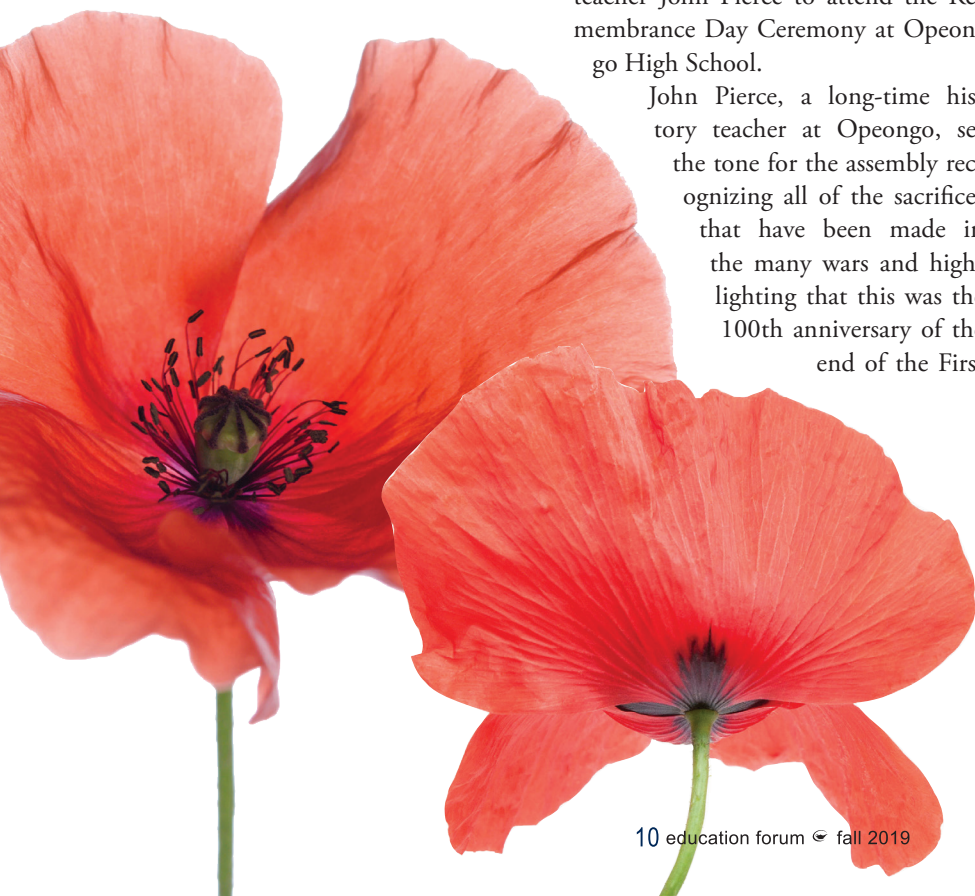 teacher John Pierce to attend the Re
membrance Day Ceremony at Opeon
go High School.
John Pierce, a long-time his
tory teacher at Opeongo, se
the tone for the assembly rec
ognizing all of the sacrifice
that have been made in
the many wars and high
lighting that this was the
100th anniversary of the
end of the Firs
10 education forum fall 2019